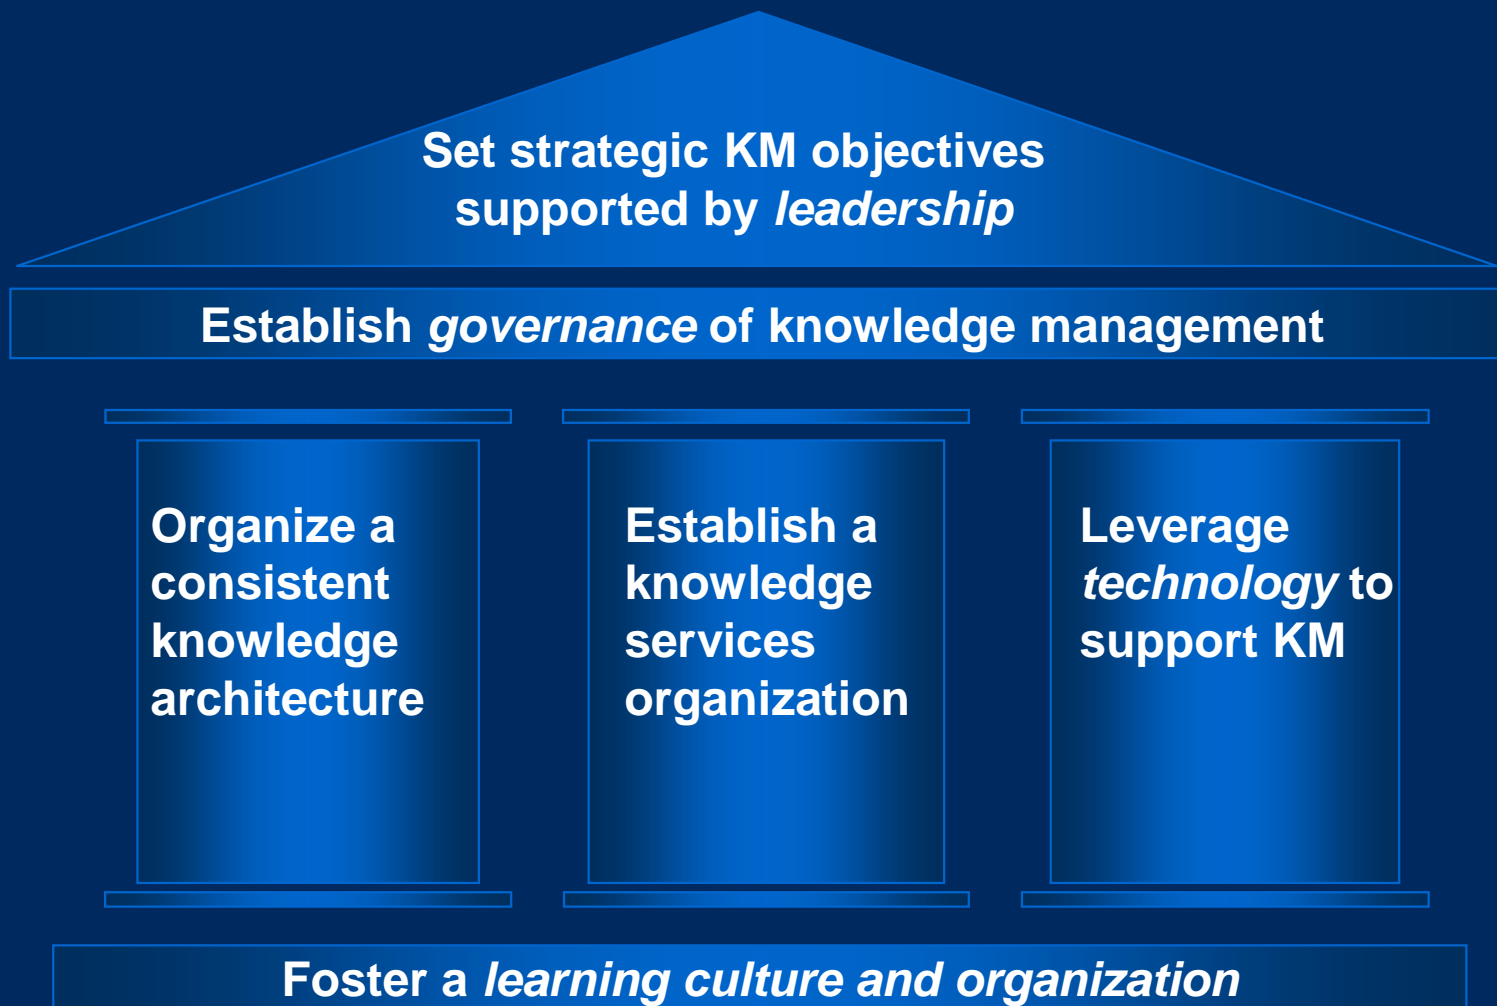 Set strategic KM objectives
supported by leadership
Establish governance of knowledge management
Organize a
consistent
knowledge
architecture
Establish a
knowledge
services
organization
Leverage
technology to
support KM
Foster a learning culture and organization